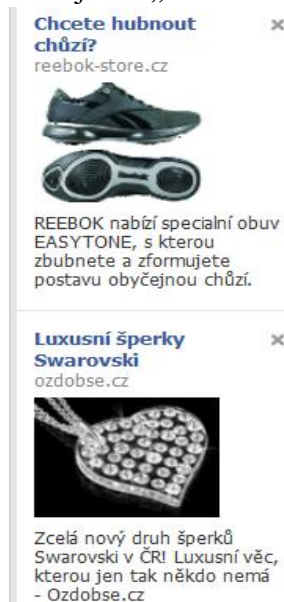 Chcete hubnout
chůzí?
reebok-store.cz
REEBOK nabízí specialní obuv
EASYTONE, s kterou
zbubnete a zformujete
postavu obyčejnou chůzí.
Luxusní šperky
Swarovski
ozdobse.cz
Zcelá nový druh šperků
Swarovski v ČR! Luxusní věc,
kterou jen tak někdo nemá
- Ozdobse.cz